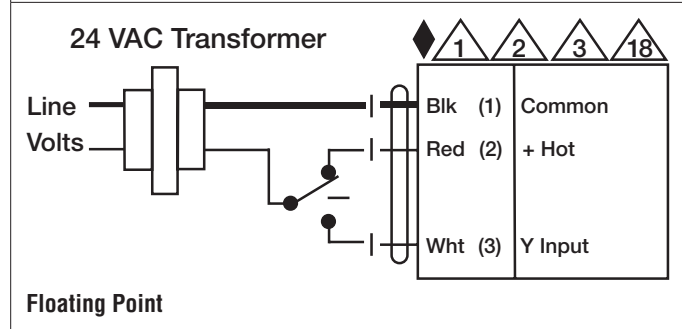 24 VAC Transformer
1 2 3 18
Line
Volts
Blk (1) Common
Red (2) + Hot
Wht (3) Y Input
Floating Point